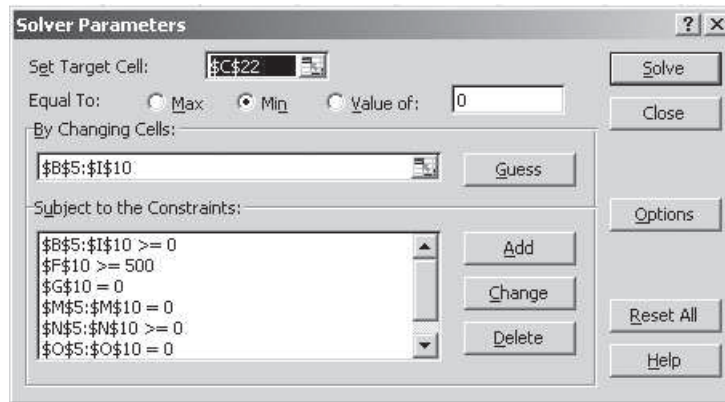 Solver Parameters
? ×
Set Target Cell: $C$22
Solve
Equal To: Max Min Value of: 0
Close
By Changing Cells:
$B$5:$I$10
Guess
Subject to the Constraints:
Options
$B$5:$I$10 >= 0
Add
$F$10 >= 500
$G$10 = 0
Change
$M$5:$M$10 = 0
Reset All
$N$5:$N$10 >= 0
Delete
$O$5:$O$10 = 0
Help